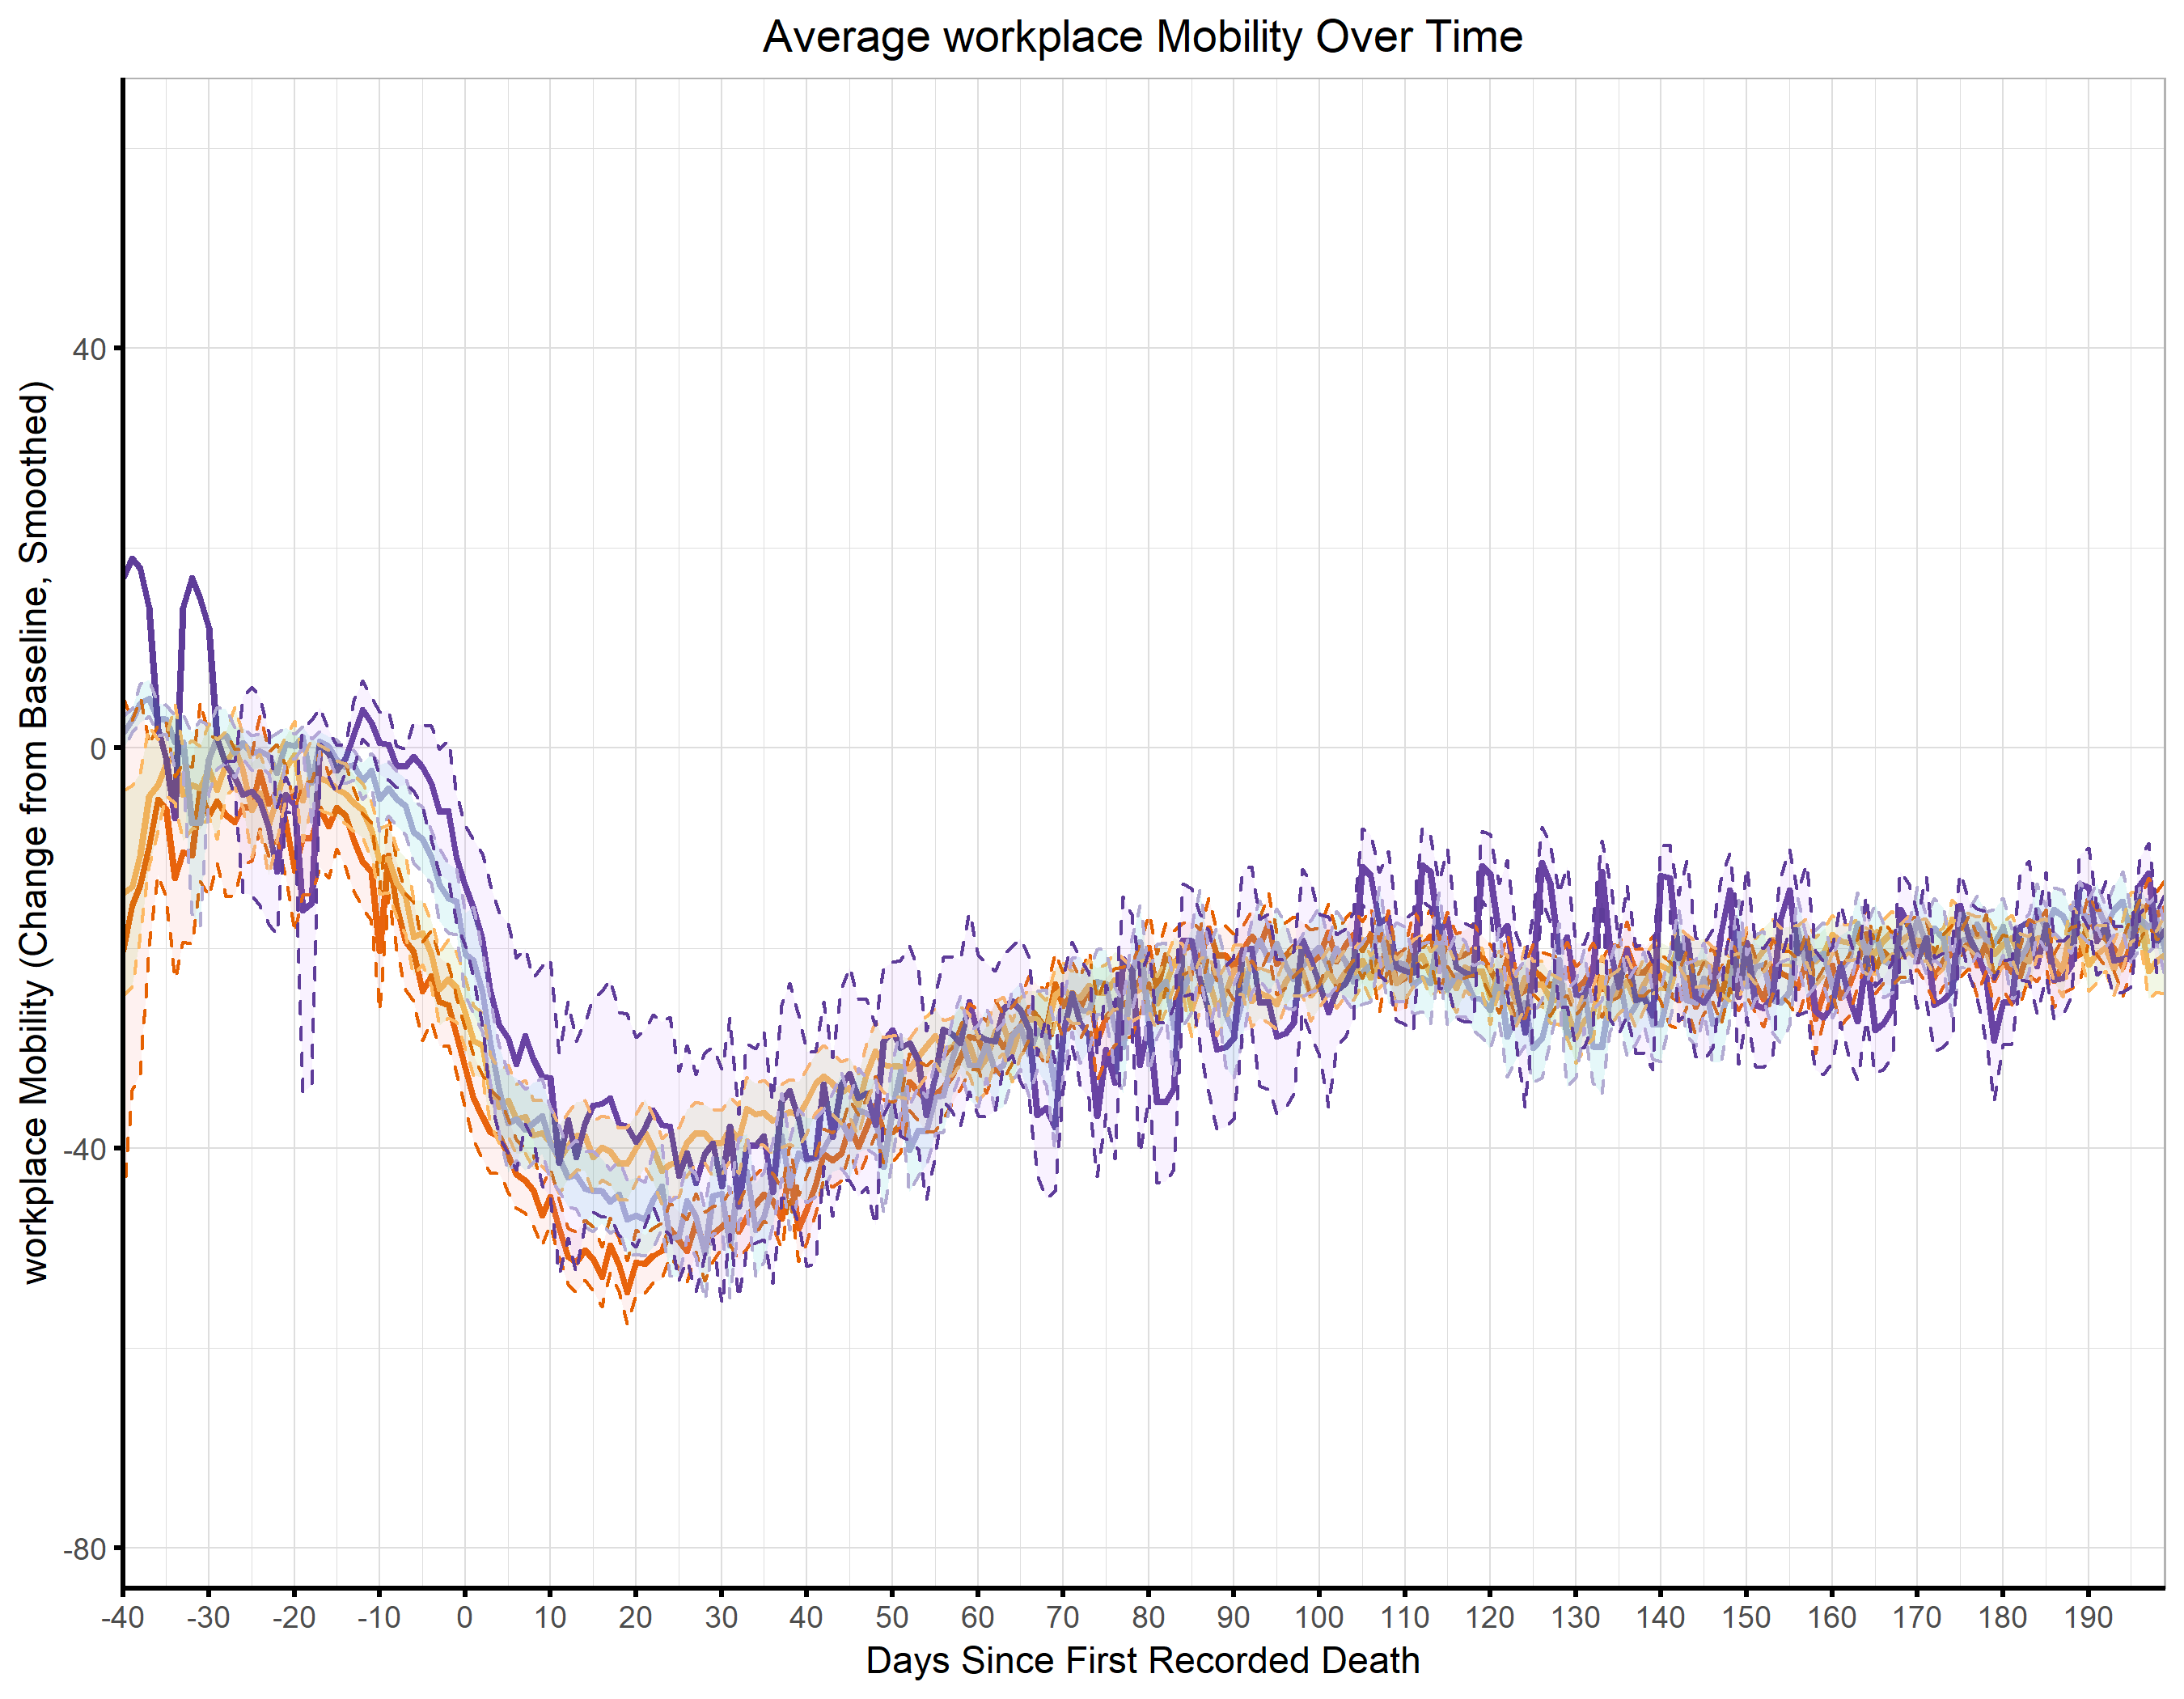 Average workplace Mobility Over Time
workplace Mobility (Change from Baseline, Smoothed)
40
0
-40
-80
-40 -30 -20 -10 0 10 20 30 40 50 60 70 80 90 100 110 120 130 140 150 160 170 180 190
Days Since First Recorded Death